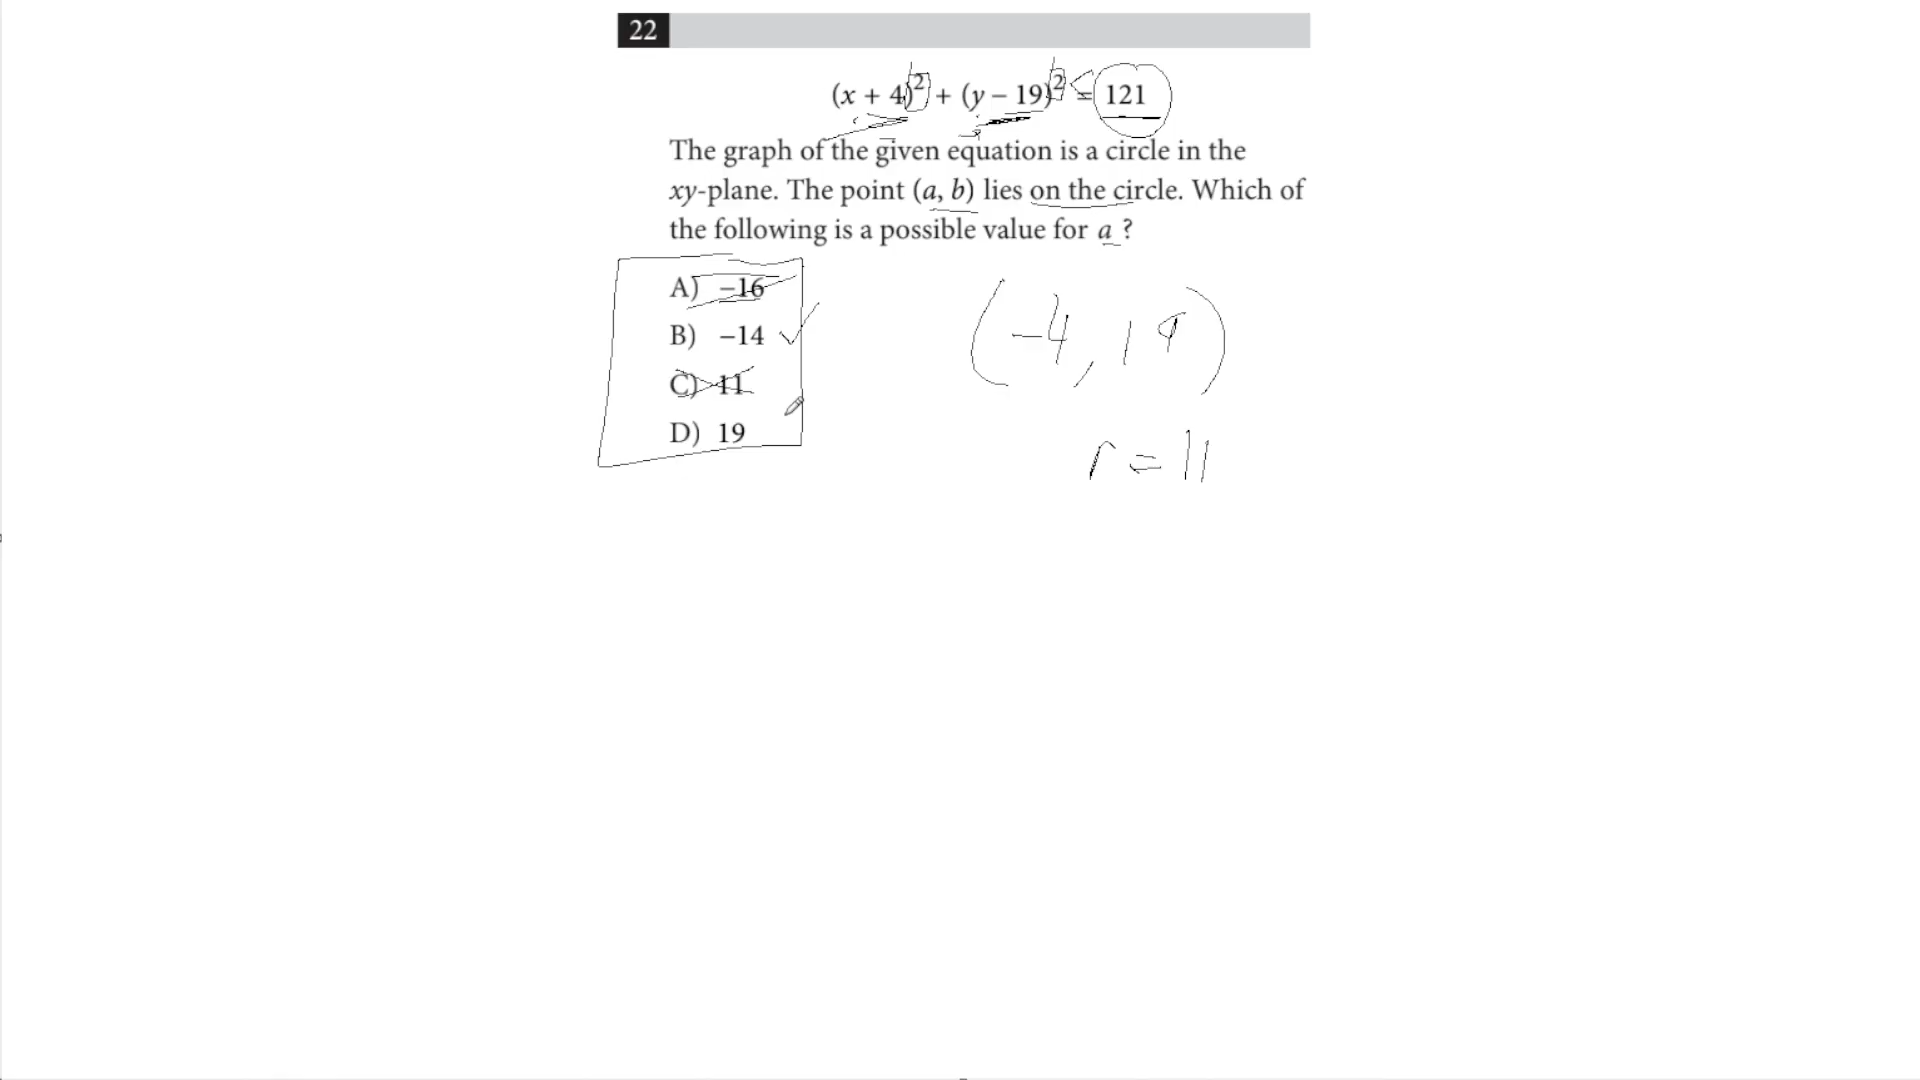 22
(x + 4)² + (y – 19)² = 121
The graph of the given equation is a circle in the
xy-plane. The point (a, b) lies on the circle. Which of
the following is a possible value for a ?
A) –16
B) –14
C) 11
D) 19
(-4, 19)
r = 11